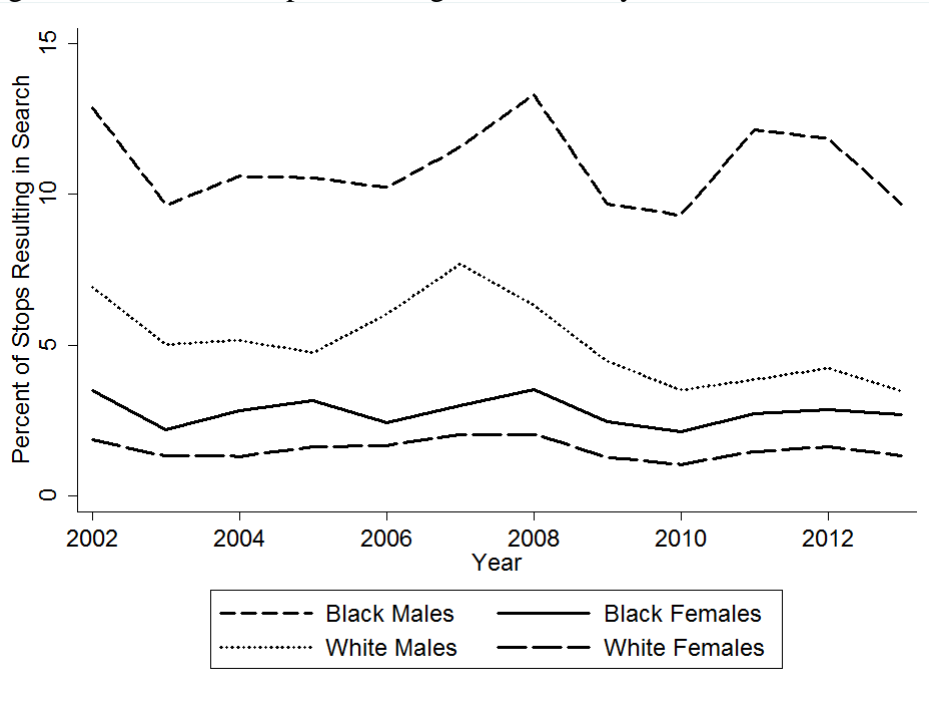 15
10
5
0
Percent of Stops Resulting in Search
2002 2004 2006 2008 2010 2012
Year
Black Males Black Females
White Males White Females